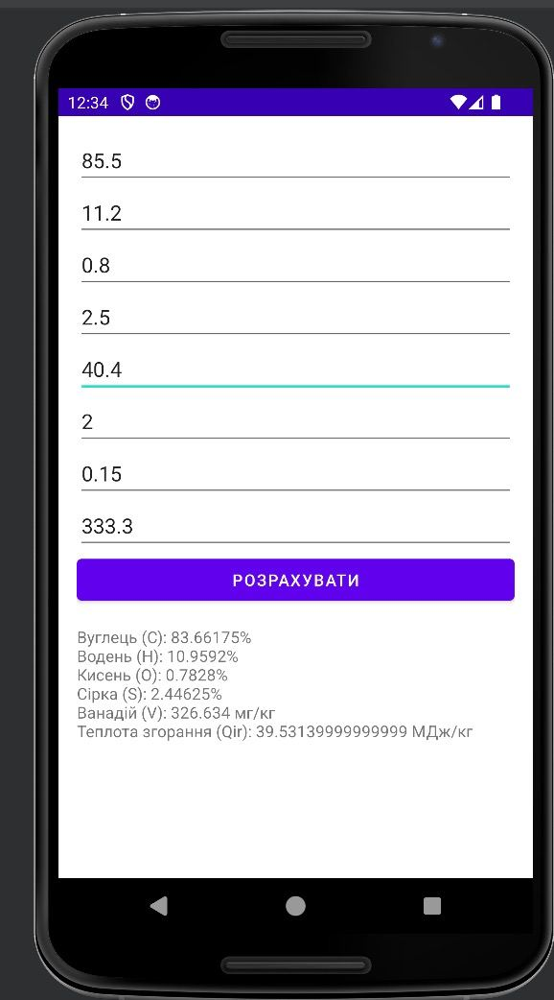 12:34
85.5
11.2
0.8
2.5
40.4
2
0.15
333.3
РОЗРАХУВАТИ
Вуглець (C): 83.66175%
Водень (H): 10.9592%
Кисень (O): 0.7828%
Сірка (S): 2.44625%
Ванадій (V): 326.634 мг/кг
Теплота згорання (Qir): 39.53139999999999 МДж/кг